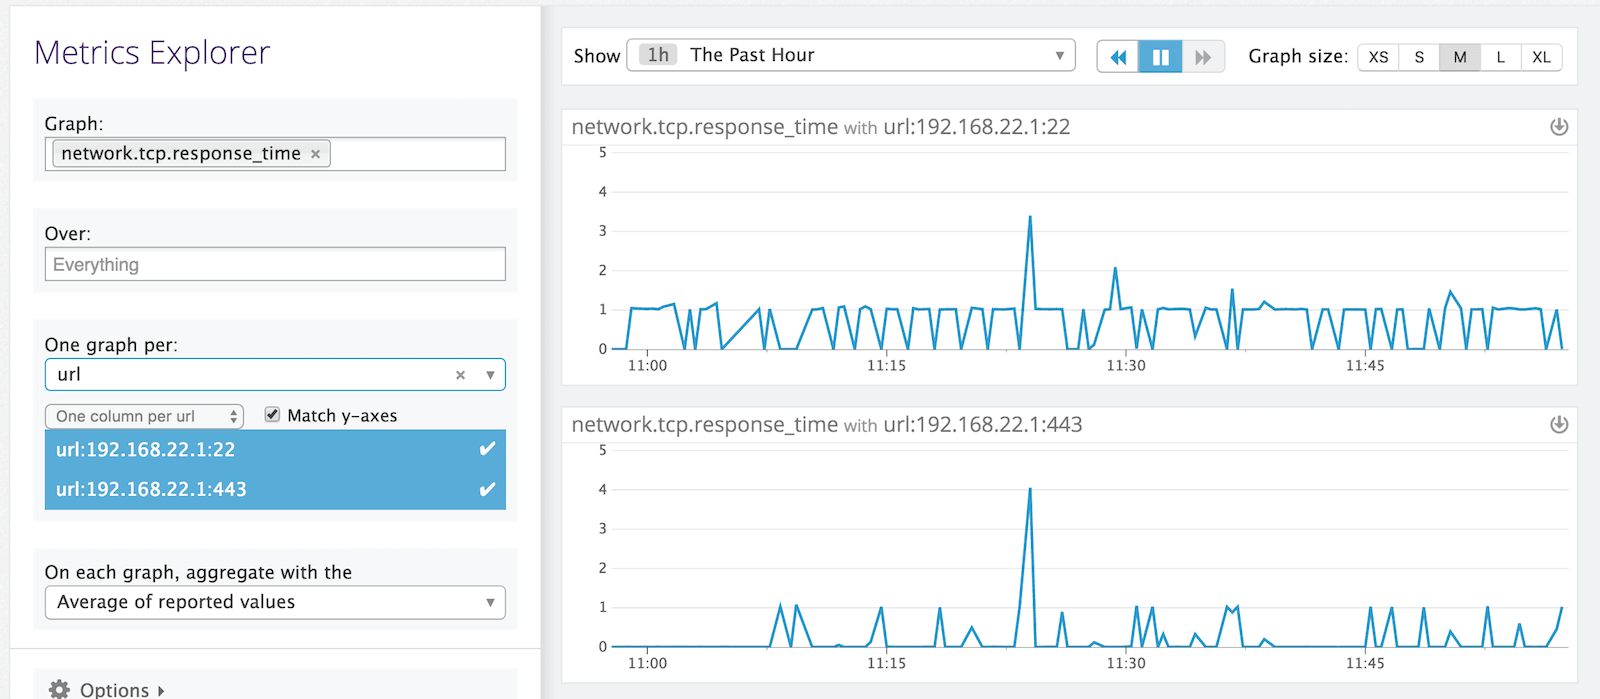 Metrics Explorer
Graph:
network.tcp.response_time ×
Over:
Everything
One graph per:
url × ▼
One column per url
Match y-axes
url:192.168.22.1:22
url:192.168.22.1:443
On each graph, aggregate with the
Average of reported values ▼
Options
Show 1h The Past Hour ▼ Graph size: XS S M L XL
network.tcp.response_time with url:192.168.22.1:22
5
4
3
2
1
0
11:00 11:15 11:30 11:45
network.tcp.response_time with url:192.168.22.1:443
5
4
3
2
1
0
11:00 11:15 11:30 11:45